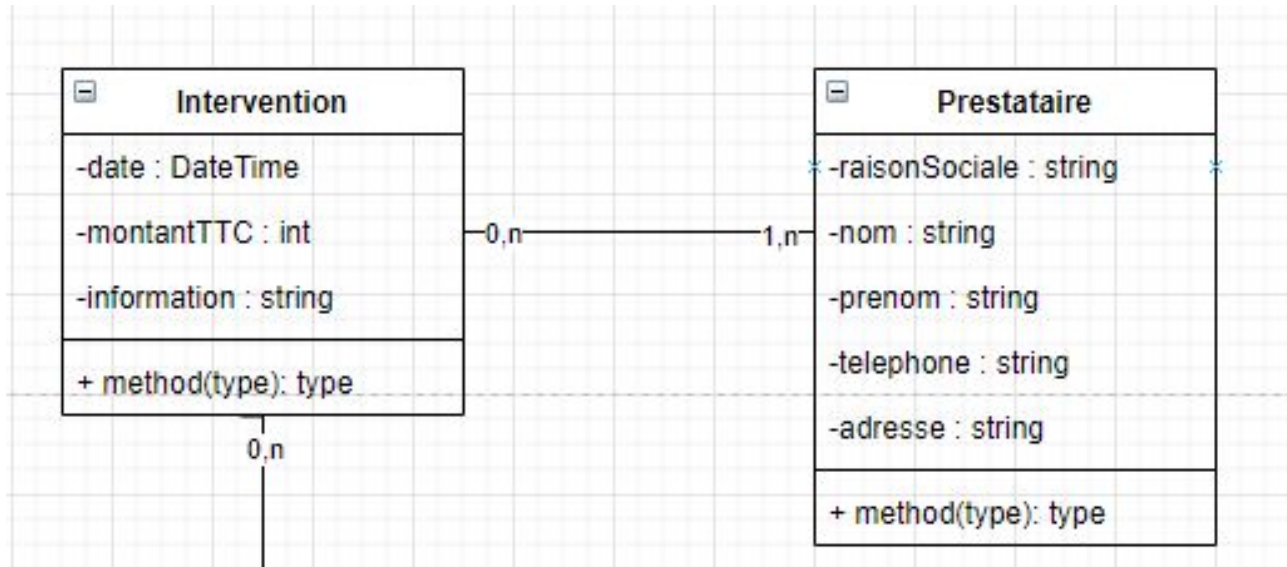 Intervention
-date : DateTime
-montantTTC : int
-information : string
+ method(type): type
0,n
0,n
1,n
Prestataire
-raisonSociale : string
-nom : string
-prenom : string
-telephone : string
-adresse : string
+ method(type): type